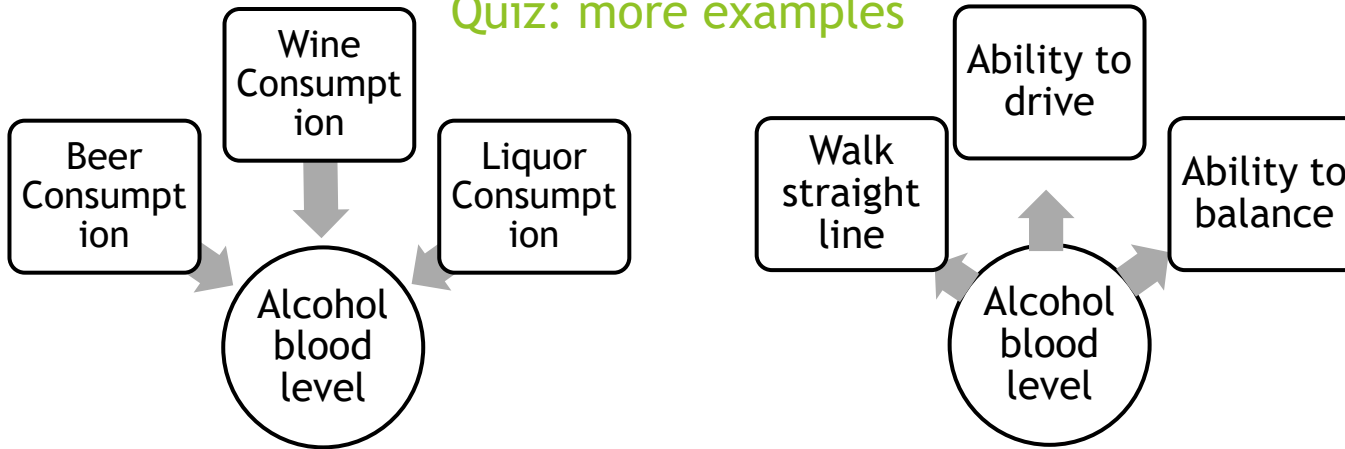 Quiz: more examples
Wine
Consumpt
ion
Beer
Consumpt
ion
Liquor
Consumpt
ion
Alcohol
blood
level
Ability to
drive
Walk
straight
line
Ability to
balance
Alcohol
blood
level